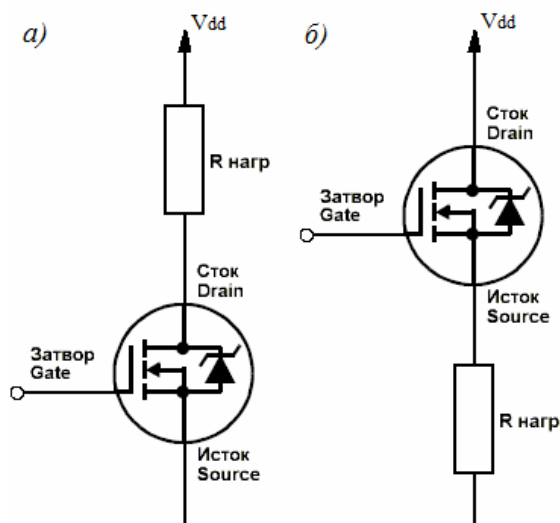 а)
Vdd
R нагр
Сток
Drain
Затвор
Gate
Исток
Source
б)
Vdd
Сток
Drain
Затвор
Gate
Исток
Source
R нагр